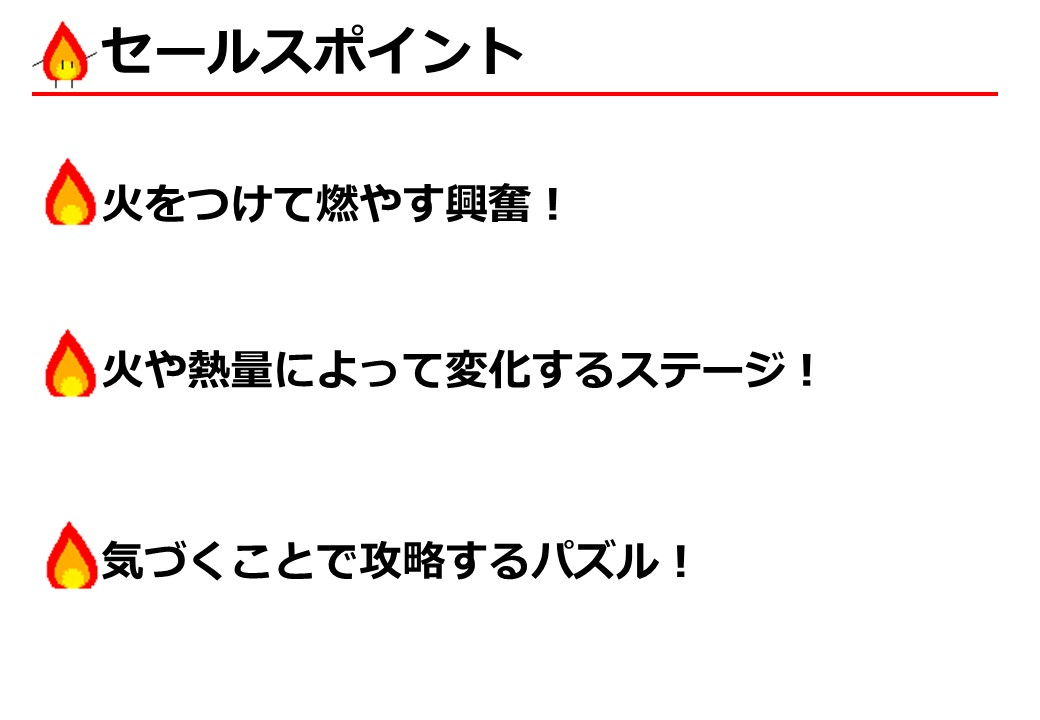 セールスポイント
火をつけて燃やす興奮！
火や熱量によって変化するステージ！
気づくことで攻略するパズル！